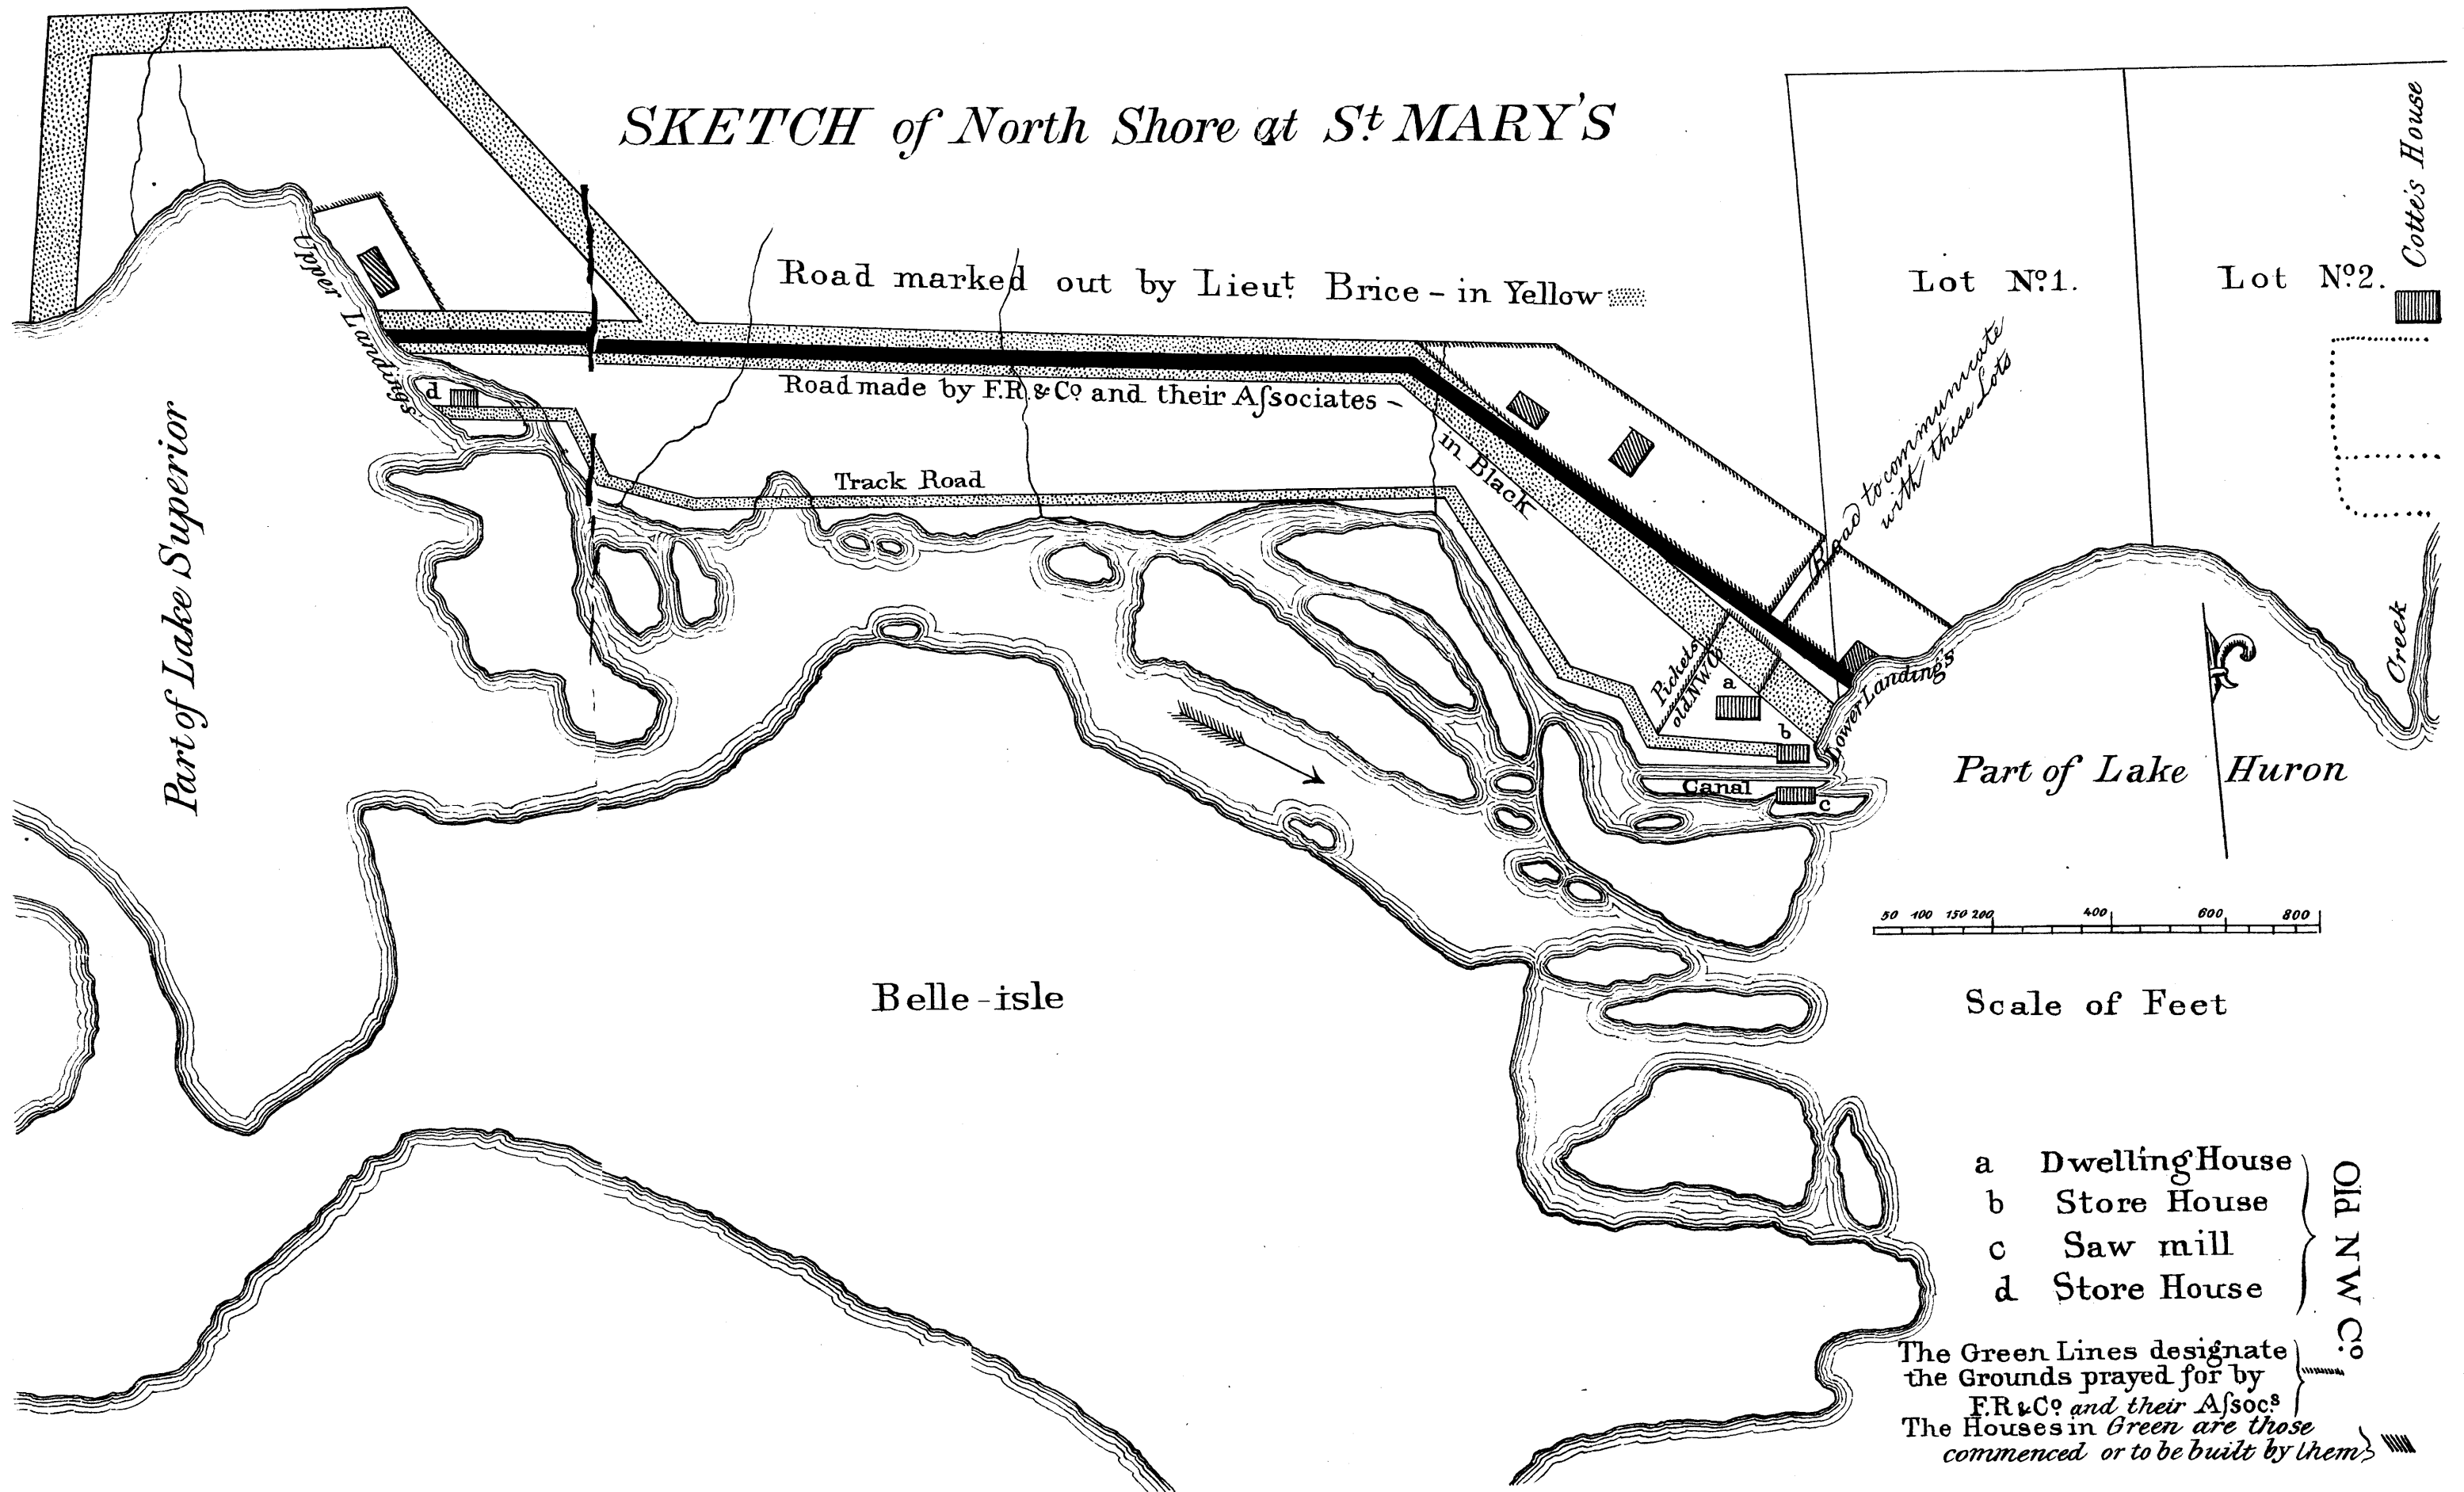 SKETCH of North Shore at St. MARY'S
Cotte's House
Road marked out by Lieut. Brice – in Yellow
Lot No. 1.
Lot No. 2.
Upper Landings
Road made by F.R. & Co. and their Aſsociates –
in Black
Road to communicate
with these Lots
d
Track Road
Part of Lake Superior
Pickets
old N.W. Co
a
b
Lower Landings
Creek
Canal
c
Part of Lake Huron
50 100 150 200 400 600 800
Scale of Feet
Belle-isle
a Dwelling House
b Store House
c Saw mill
d Store House
Old N W Co.
The Green Lines designate
the Grounds prayed for by
F.R & Co. and their Aſsocs.
The Houses in Green are those
commenced or to be built by them